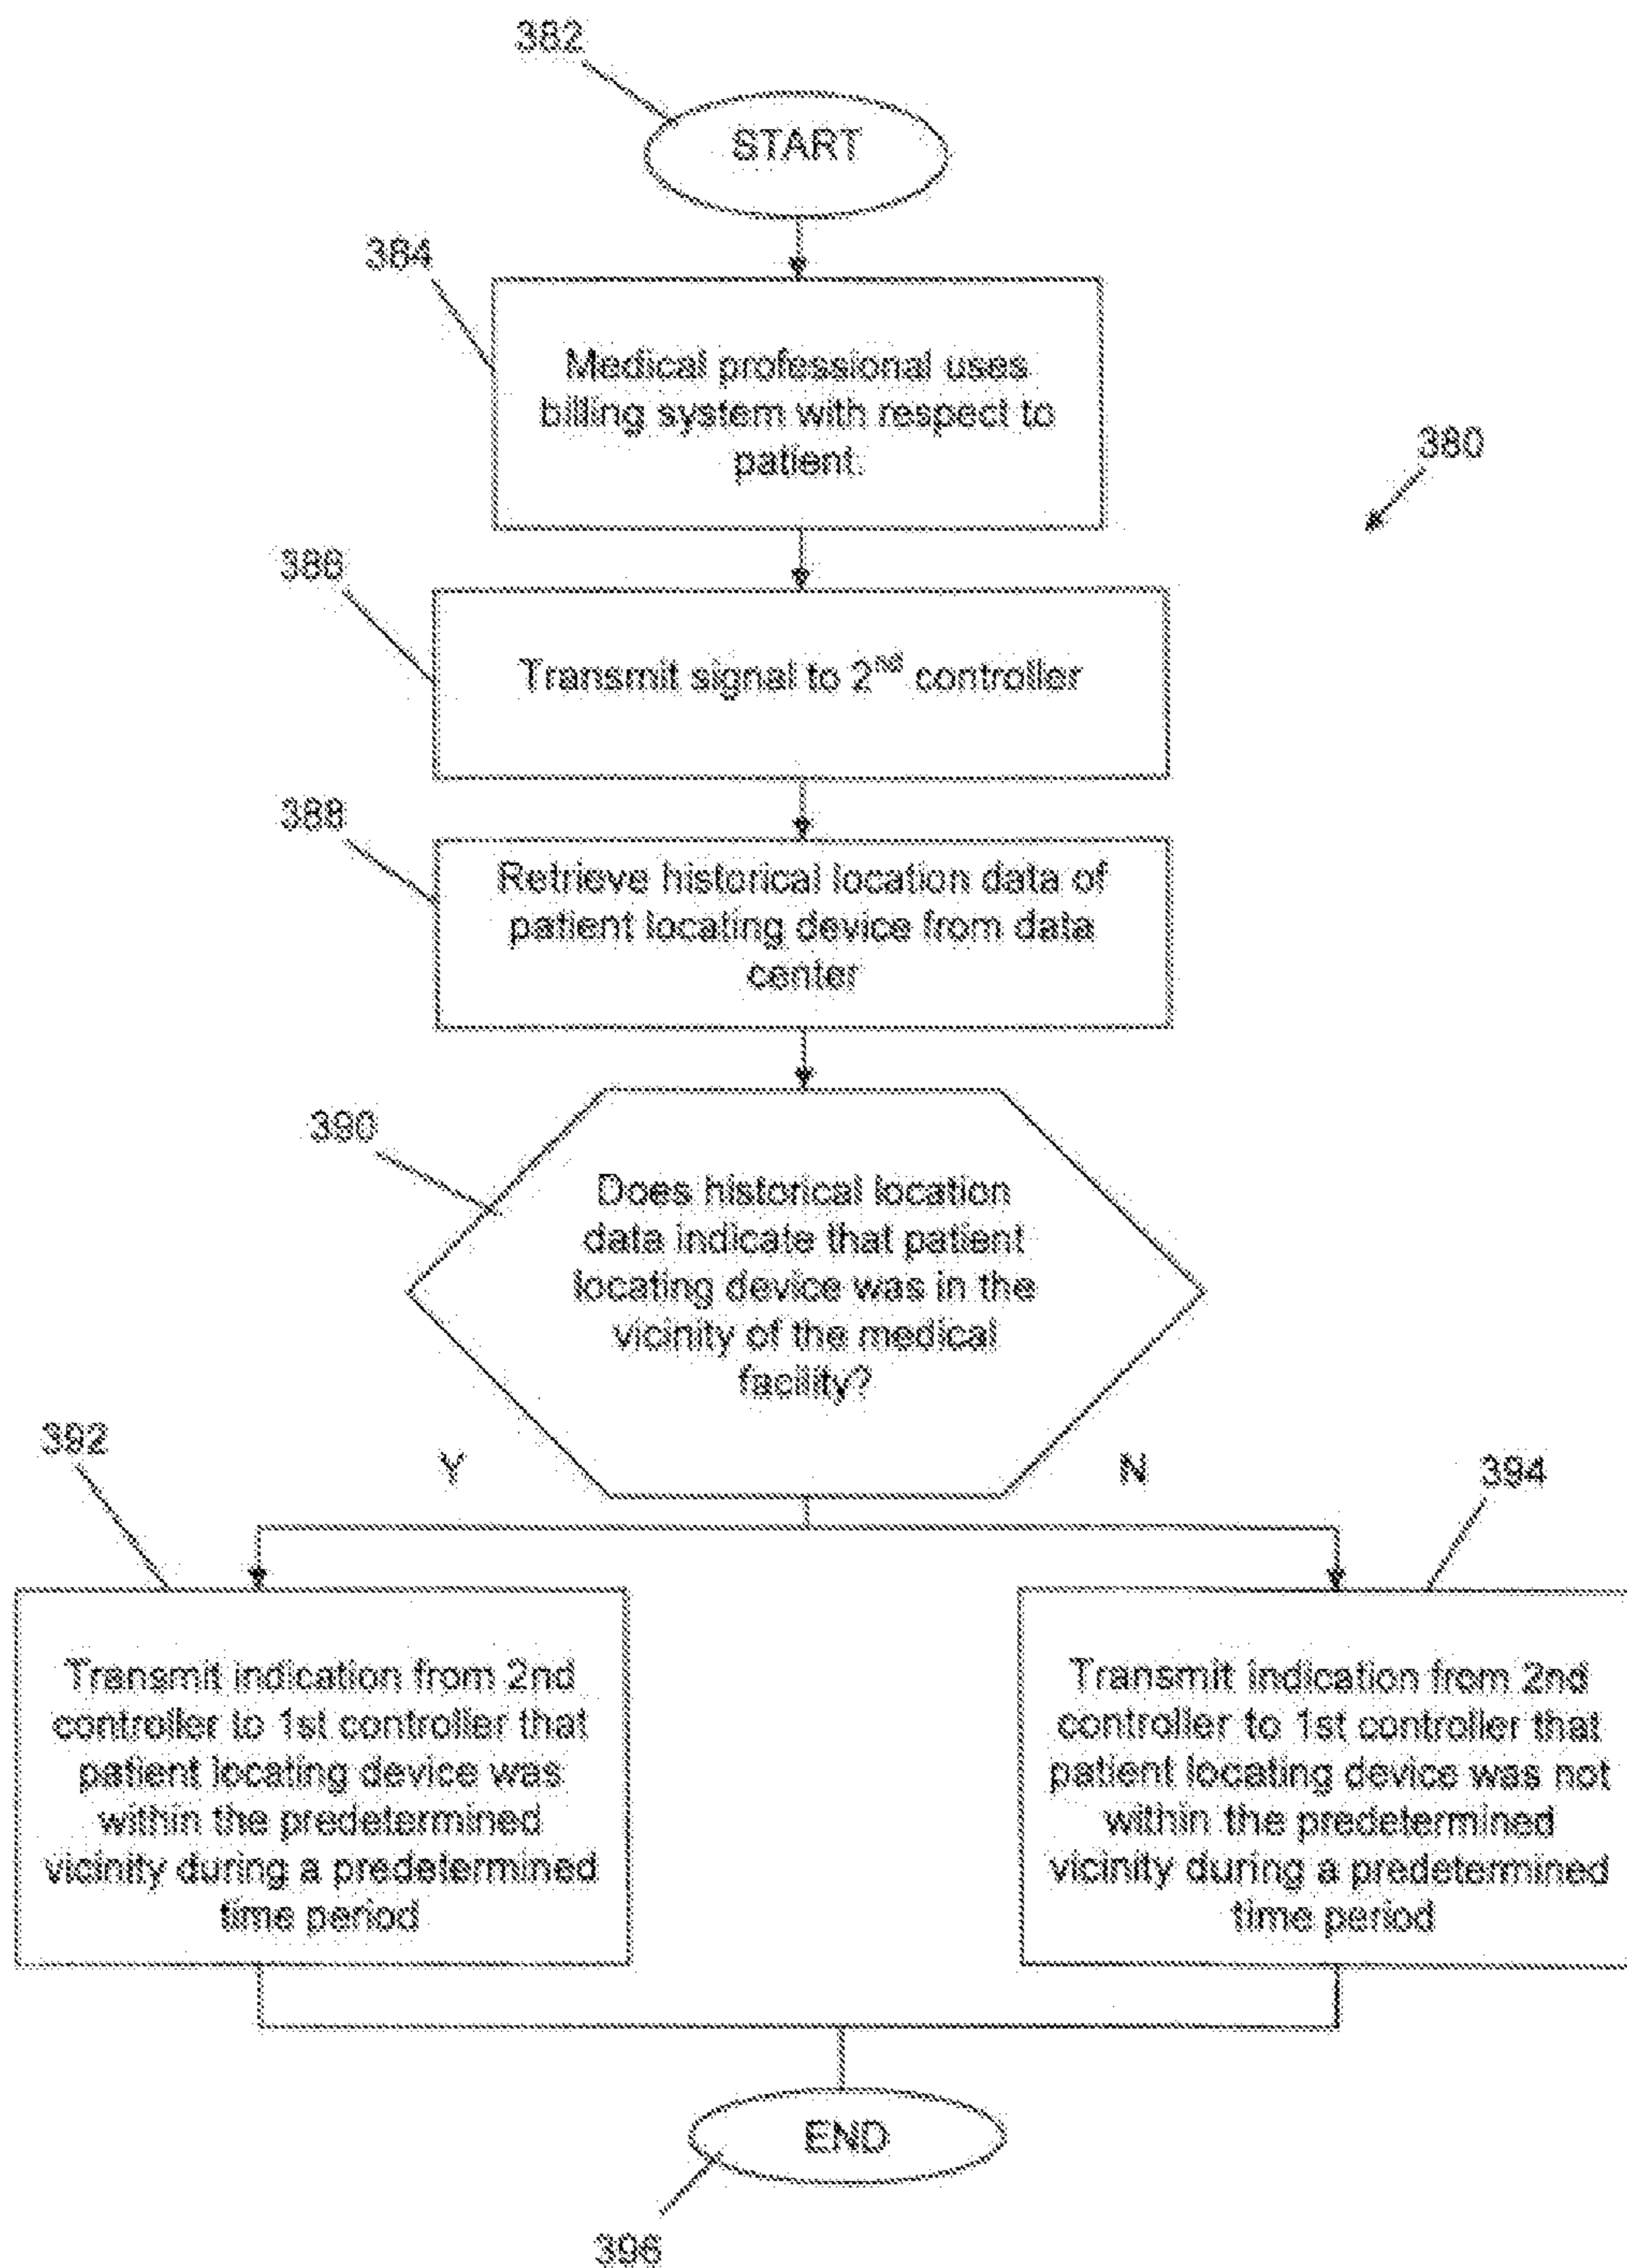 382
START
384
Medical professional uses
billing system with respect to
patient.
380
386
Transmit signal to 2nd controller
388
Retrieve historical location data of
patient locating device from data
center
390
Does historical location
data indicate that patient
locating device was in the
vicinity of the medical
facility?
392
Y
N
394
Transmit indication from 2nd
controller to 1st controller that
patient locating device was
within the predetermined
vicinity during a predetermined
time period
Transmit indication from 2nd
controller to 1st controller that
patient locating device was not
within the predetermined
vicinity during a predetermined
time period
END
396